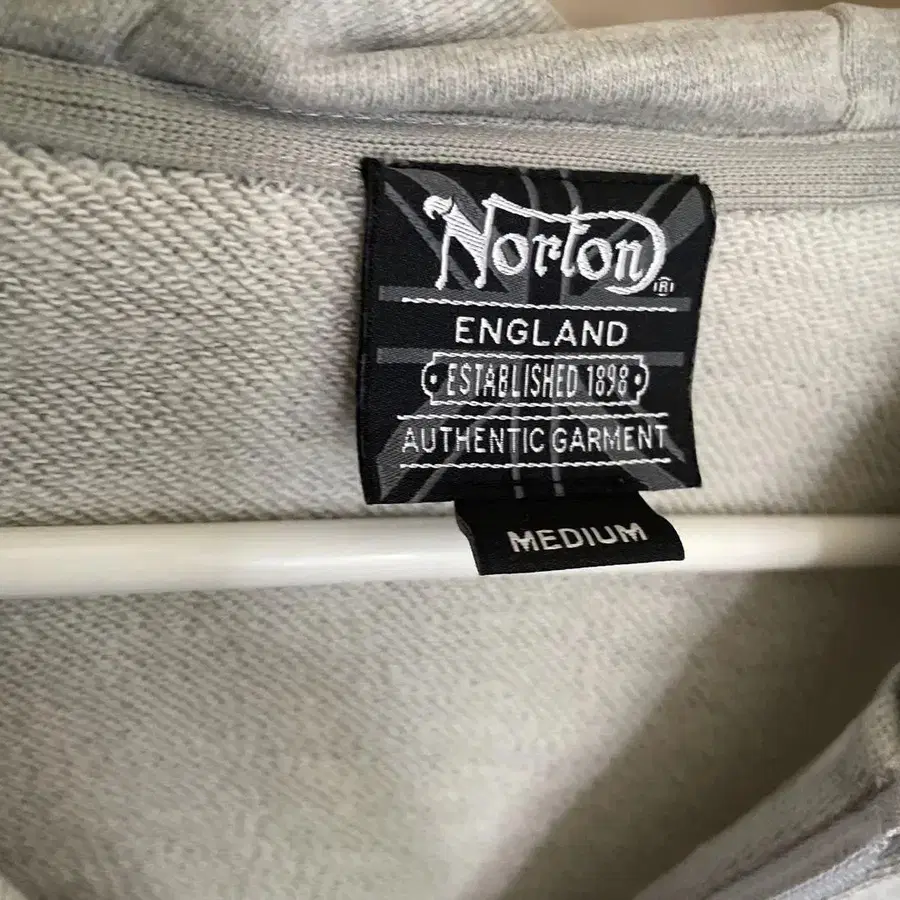 Norton
®
ENGLAND
ESTABLISHED 1898
AUTHENTIC GARMENT
MEDIUM